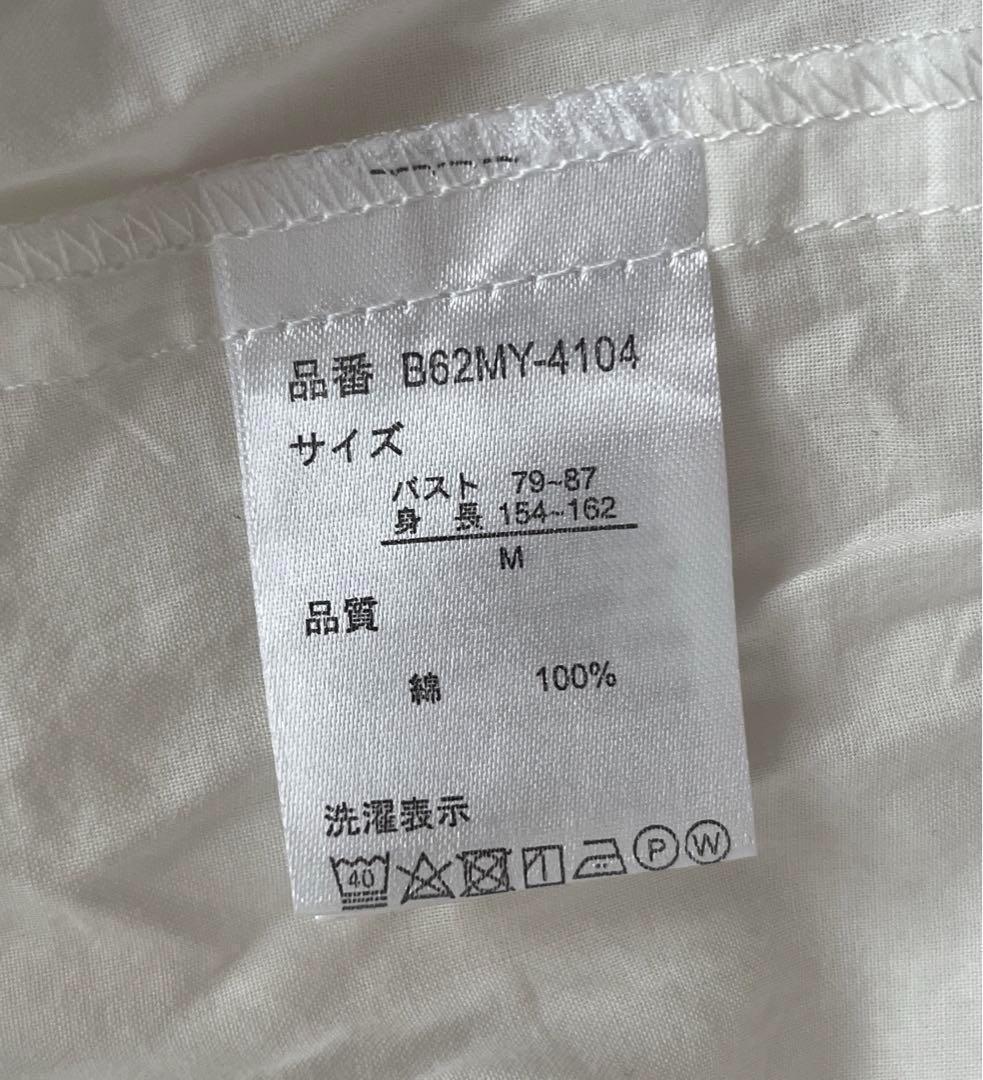 品番 B62MY-4104
サイズ
バスト 79~87
身 長 154~162
M
品質
綿 100%
洗濯表示
40 P W